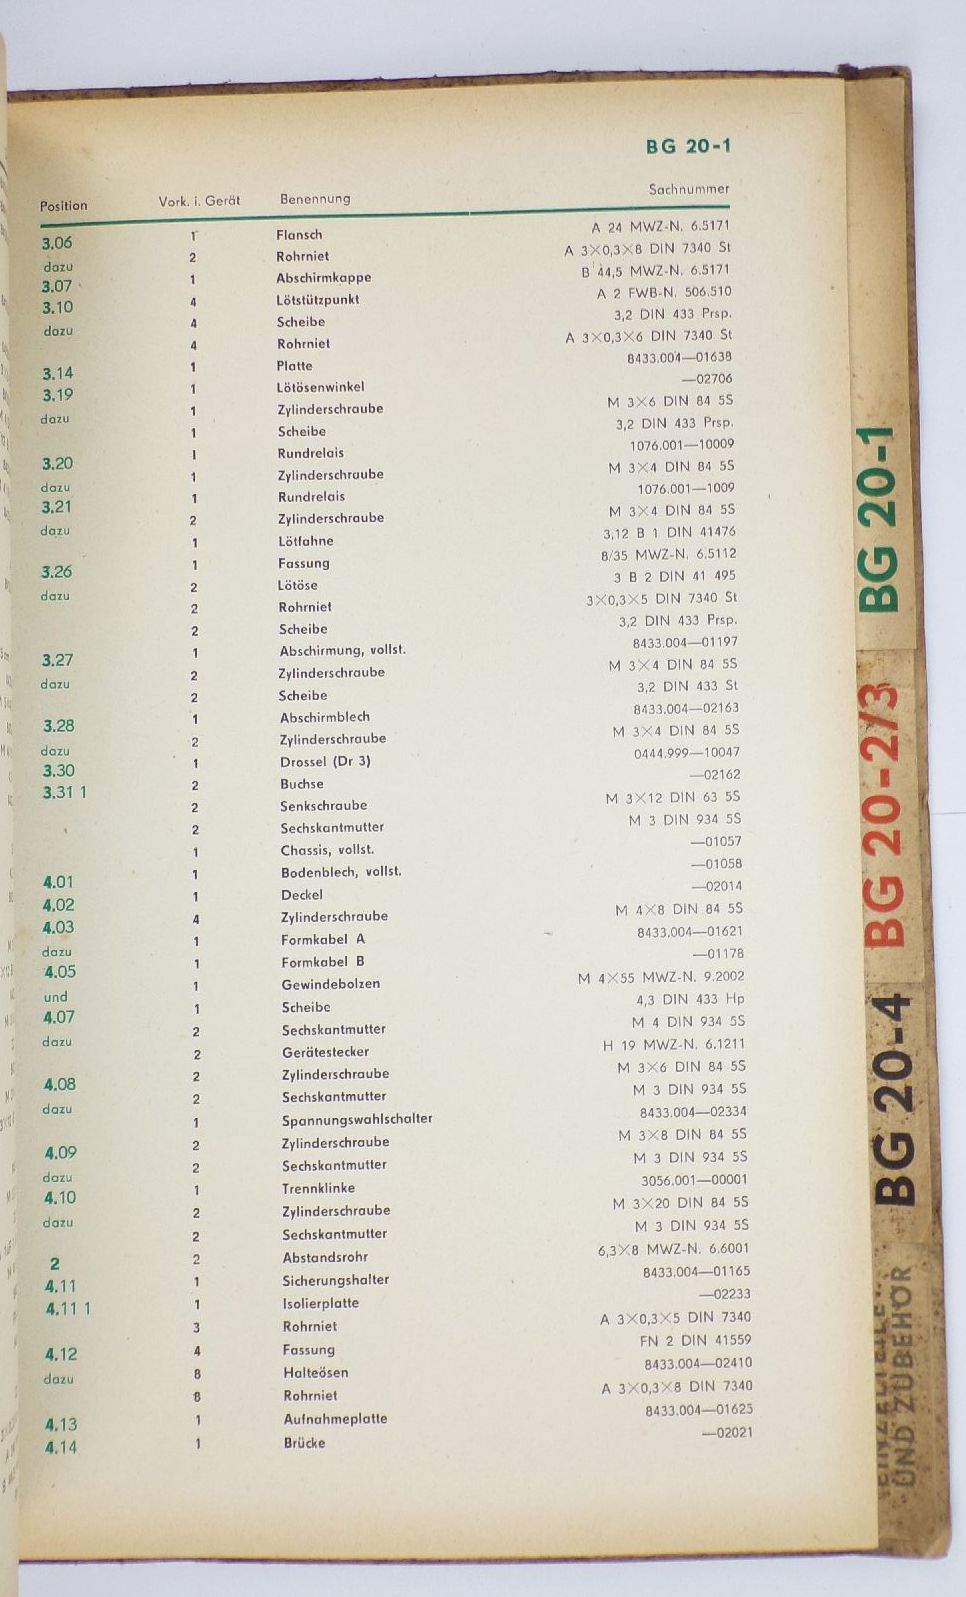 BG 20-1
Position Vork. i. Gerät Benennung Sachnummer
3.06 1 Flansch A 24 MWZ-N. 6.5171
dazu 2 Rohrniet A 3×0,3×8 DIN 7340 St
3.07 1 Abschirmkappe B 44,5 MWZ-N. 6.5171
3.10 4 Lötstützpunkt A 2 FWB-N. 506.510
dazu 4 Scheibe 3,2 DIN 433 Prsp.
4 Rohrniet A 3×0,3×6 DIN 7340 St
3.14 1 Platte 8433.004—01638
3.19 1 Lötösenwinkel —02706
dazu 1 Zylinderschraube M 3×6 DIN 84 5S
1 Scheibe 3,2 DIN 433 Prsp.
3.20 1 Rundrelais 1076.001—10009
dazu 1 Zylinderschraube M 3×4 DIN 84 5S
3.21 1 Rundrelais 1076.001—1009
dazu 2 Zylinderschraube M 3×4 DIN 84 5S
1 Lötfahne 3,12 B 1 DIN 41476
3.26 1 Fassung 8/35 MWZ-N. 6.5112
dazu 2 Lötöse 3 B 2 DIN 41 495
2 Rohrniet 3×0,3×5 DIN 7340 St
2 Scheibe 3,2 DIN 433 Prsp.
3.27 1 Abschirmung, vollst. 8433.004—01197
dazu 2 Zylinderschraube M 3×4 DIN 84 5S
2 Scheibe 3,2 DIN 433 St
3.28 1 Abschirmblech 8433.004—02163
dazu 2 Zylinderschraube M 3×4 DIN 84 5S
3.30 1 Drossel (Dr 3) 0444.999—10047
3.31 1 2 Buchse —02162
2 Senkschraube M 3×12 DIN 63 5S
2 Sechskantmutter M 3 DIN 934 5S
1 Chassis, vollst. —01057
4.01 1 Bodenblech, vollst. —01058
4.02 1 Deckel —02014
4.03 4 Zylinderschraube M 4×8 DIN 84 5S
dazu 1 Formkabel A 8433.004—01621
4.05 1 Formkabel B —01178
und 1 Gewindebolzen M 4×55 MWZ-N. 9.2002
4.07 1 Scheibe 4,3 DIN 433 Hp
dazu 2 Sechskantmutter M 4 DIN 934 5S
2 Gerätestecker H 19 MWZ-N. 6.1211
4.08 2 Zylinderschraube M 3×6 DIN 84 5S
dazu 2 Sechskantmutter M 3 DIN 934 5S
1 Spannungswahlschalter 8433.004—02334
4.09 2 Zylinderschraube M 3×8 DIN 84 5S
dazu 2 Sechskantmutter M 3 DIN 934 5S
4.10 1 Trennklinke 3056.001—00001
dazu 2 Zylinderschraube M 3×20 DIN 84 5S
2 Sechskantmutter M 3 DIN 934 5S
2 2 Abstandsrohr 6,3×8 MWZ-N. 6.6001
4.11 1 Sicherungshalter 8433.004—01165
4.11 1 1 Isolierplatte —02233
3 Rohrniet A 3×0,3×5 DIN 7340
4.12 4 Fassung FN 2 DIN 41559
dazu 8 Halteösen 8433.004—02410
8 Rohrniet A 3×0,3×8 DIN 7340
4.13 1 Aufnahmeplatte 8433.004—01625
4.14 1 Brücke —02021
BG 20-1
BG 20-2/3
BG 20-4
EINZELTEILE
UND ZUBEHÖR